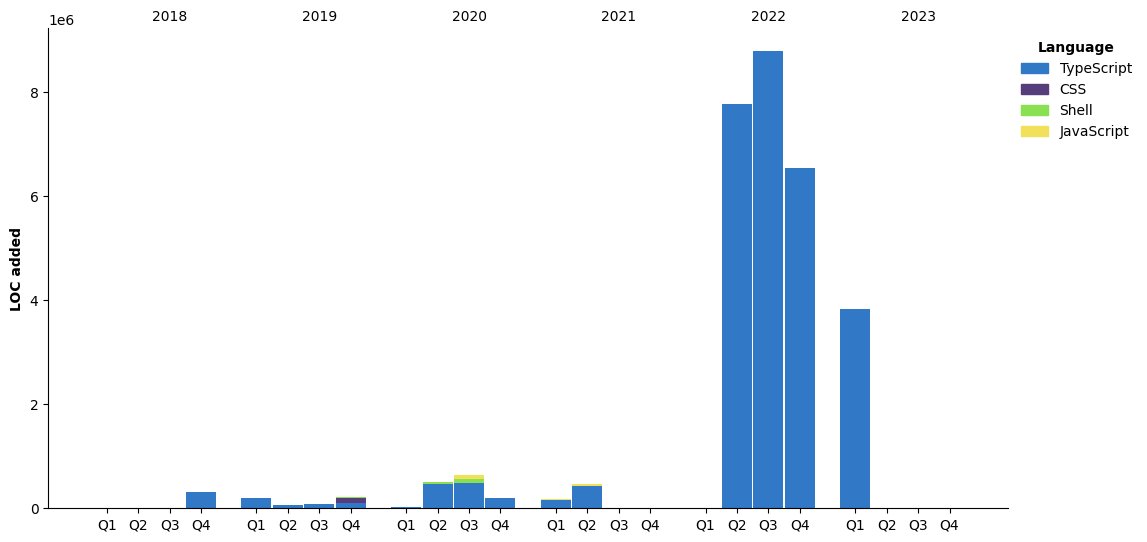 1e6
2018 2019 2020 2021 2022 2023
Language
TypeScript
CSS
Shell
JavaScript
LOC added
8
6
4
2
0
Q1 Q2 Q3 Q4 Q1 Q2 Q3 Q4 Q1 Q2 Q3 Q4 Q1 Q2 Q3 Q4 Q1 Q2 Q3 Q4 Q1 Q2 Q3 Q4